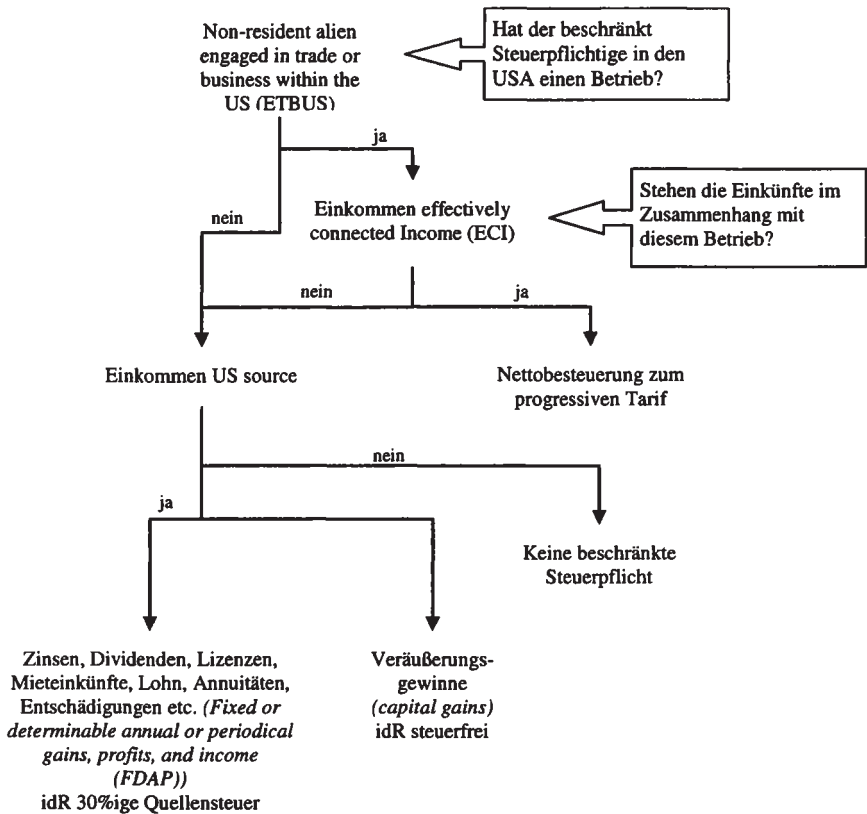 Non-resident alien
engaged in trade or
business within the
US (ETBUS)
Hat der beschränkt
Steuerpflichtige in den
USA einen Betrieb?
ja
nein
Einkommen effectively
connected Income (ECI)
Stehen die Einkünfte im
Zusammenhang mit
diesem Betrieb?
nein
ja
Einkommen US source
Nettobesteuerung zum
progressiven Tarif
nein
ja
Keine beschränkte
Steuerpflicht
Zinsen, Dividenden, Lizenzen,
Mieteinkünfte, Lohn, Annuitäten,
Entschädigungen etc. (Fixed or
determinable annual or periodical
gains, profits, and income
(FDAP))
idR 30%ige Quellensteuer
Veräußerungs-
gewinne
(capital gains)
idR steuerfrei